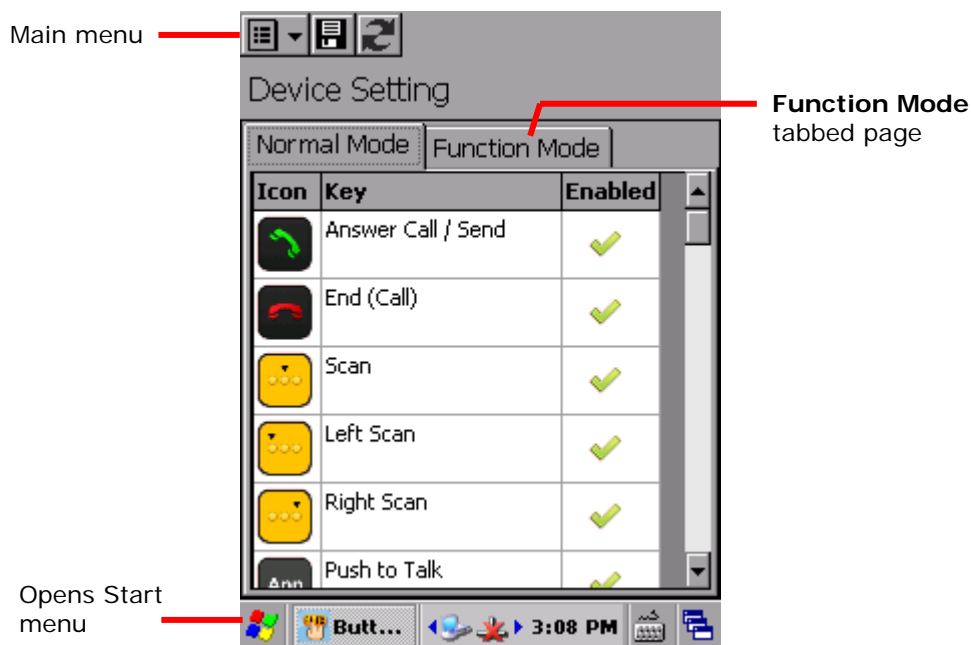 Main menu
Device Setting
Function Mode
tabbed page
Normal Mode Function Mode
Icon Key Enabled
Answer Call / Send
End (Call)
Scan
Left Scan
Right Scan
App Push to Talk
Opens Start
menu
Butt... 3:08 PM